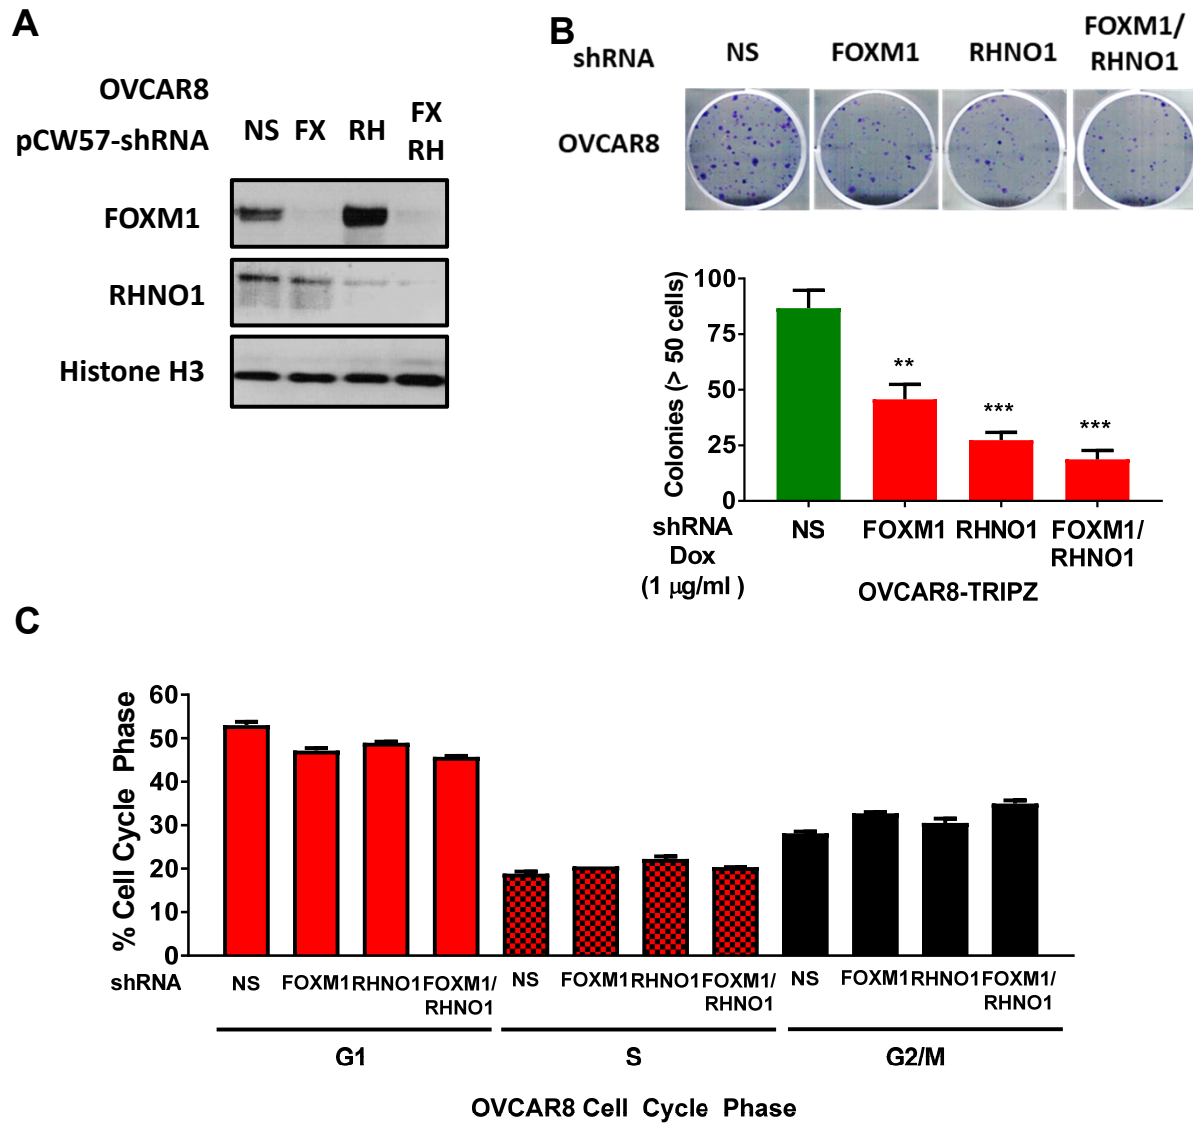 A
OVCAR8
pCW57-shRNA
NS FX RH FX
RH
FOXM1
RHNO1
Histone H3
B
shRNA NS FOXM1 RHNO1 FOXM1/
RHNO1
OVCAR8
Colonies (> 50 cells)
100
75
50
25
0
**
***
***
shRNA
Dox
(1 μg/ml )
NS FOXM1 RHNO1 FOXM1/
RHNO1
OVCAR8-TRIPZ
C
% Cell Cycle Phase
60
50
40
30
20
10
0
shRNA
NS FOXM1 RHNO1 FOXM1/
RHNO1
NS FOXM1 RHNO1 FOXM1/
RHNO1
NS FOXM1 RHNO1 FOXM1/
RHNO1
G1 S G2/M
OVCAR8 Cell Cycle Phase